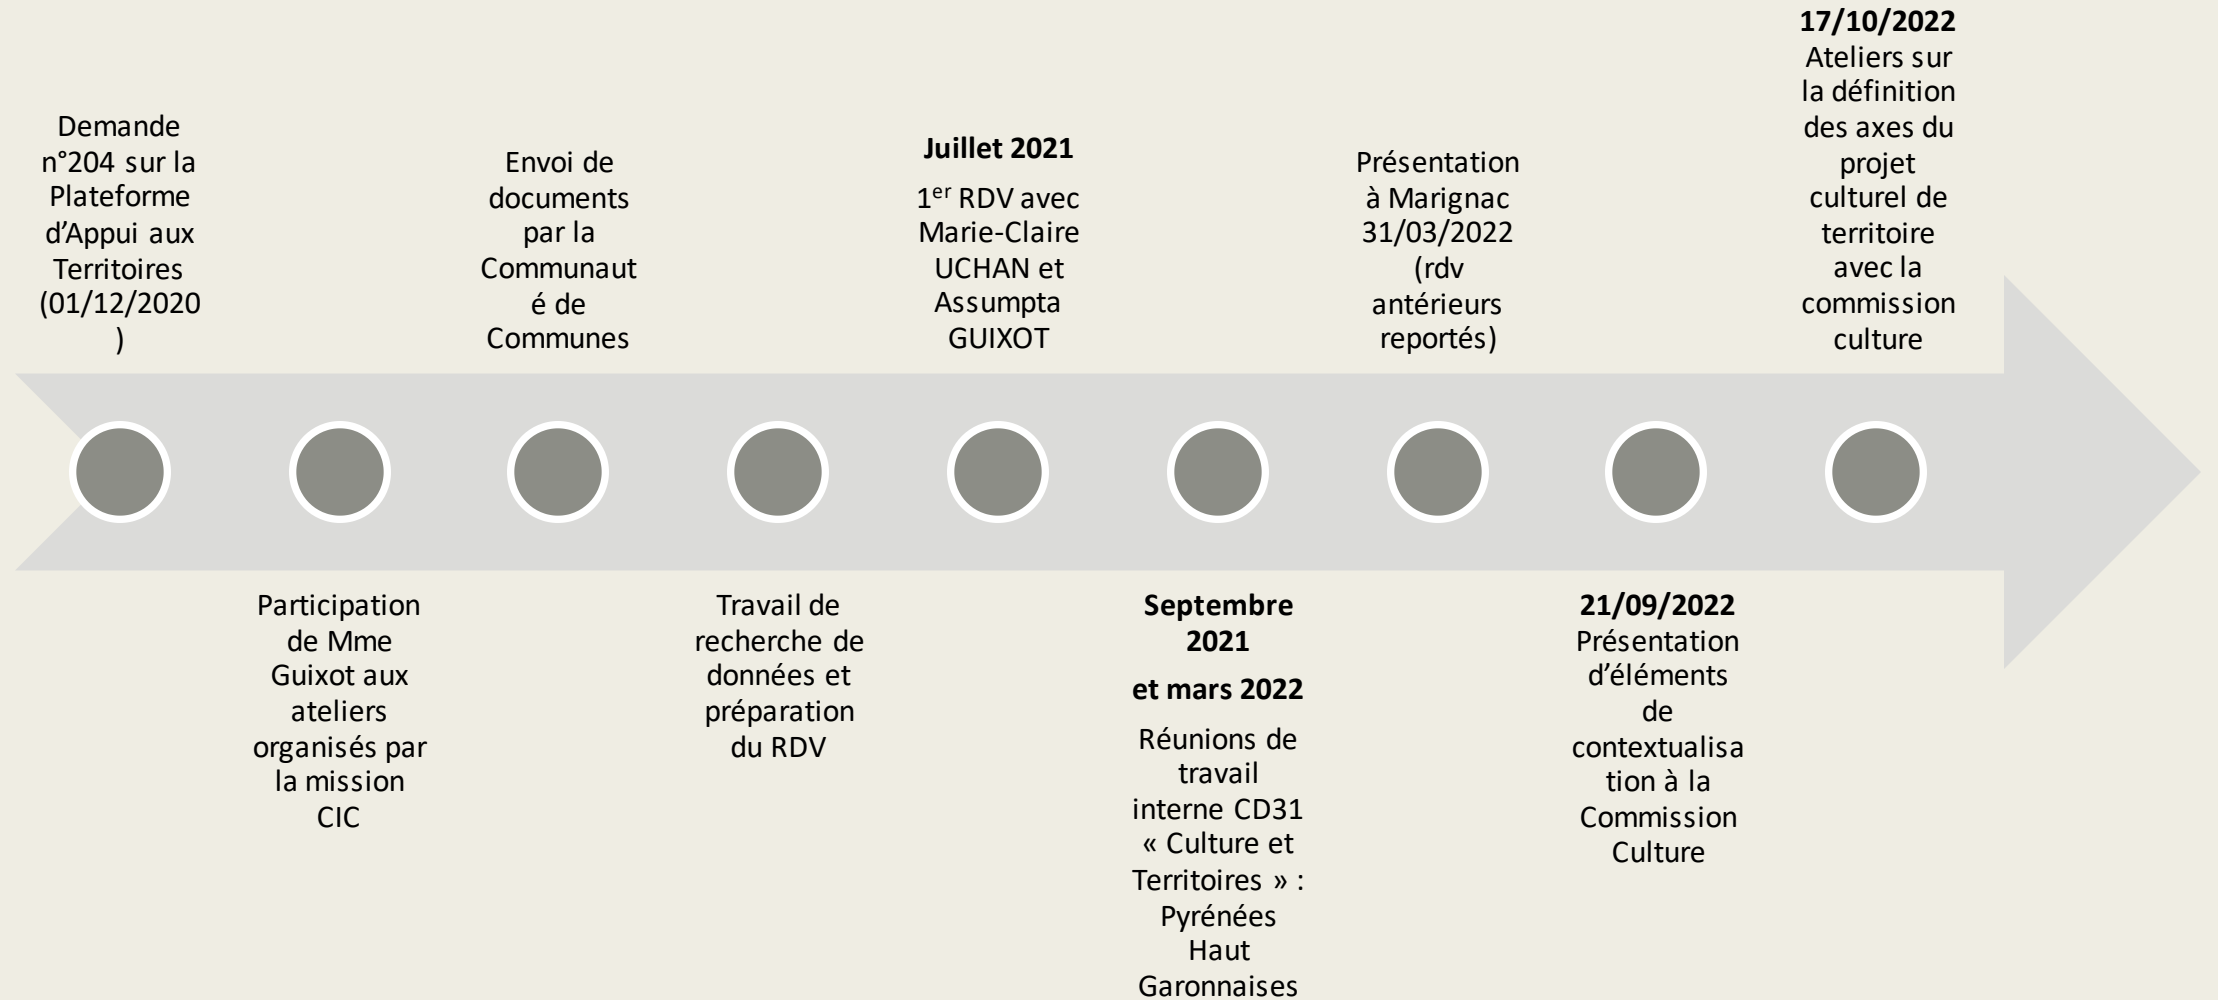 Demande
n°204 sur la
Plateforme
d’Appui aux
Territoires
(01/12/2020
)
Participation
de Mme
Guixot aux
ateliers
organisés par
la mission
CIC
Envoi de
documents
par la
Communaut
é de
Communes
Travail de
recherche de
données et
préparation
du RDV
Juillet 2021
1er RDV avec
Marie-Claire
UCHAN et
Assumpta
GUIXOT
Septembre
2021
et mars 2022
Réunions de
travail
interne CD31
« Culture et
Territoires » :
Pyrénées
Haut
Garonnaises
Présentation
à Marignac
31/03/2022
(rdv
antérieurs
reportés)
21/09/2022
Présentation
d’éléments
de
contextualisa
tion à la
Commission
Culture
17/10/2022
Ateliers sur
la définition
des axes du
projet
culturel de
territoire
avec la
commission
culture